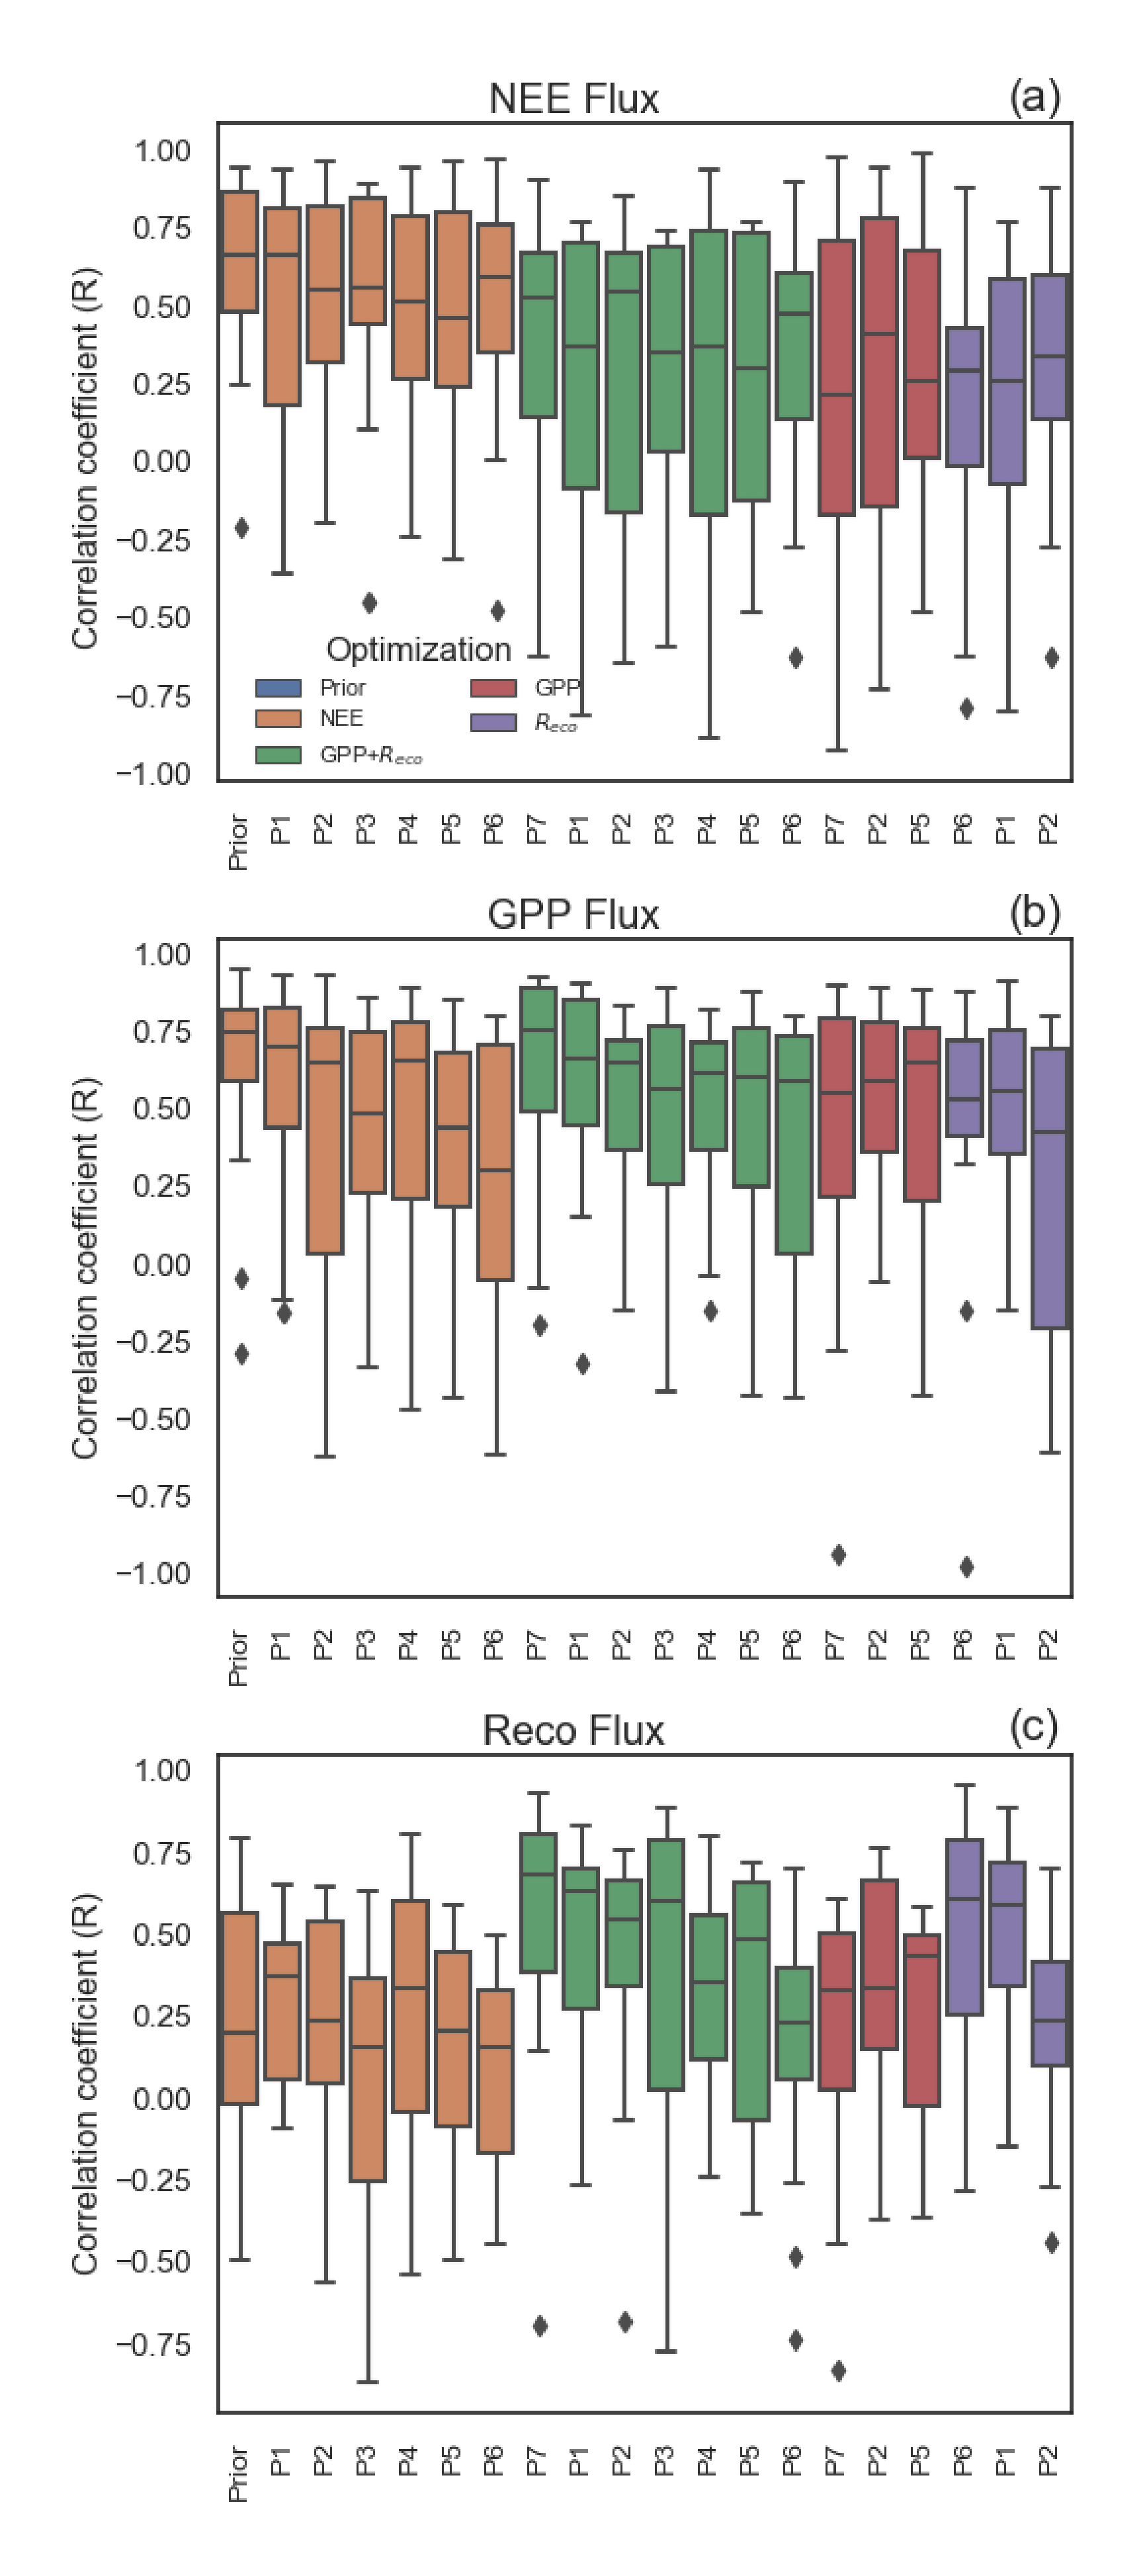 NEE Flux (a)
Correlation coefficient (R)
1.00
0.75
0.50
0.25
0.00
−0.25
−0.50
−0.75
−1.00
Optimization
Prior GPP
NEE Reco
GPP+Reco
Prior P1 P2 P3 P4 P5 P6 P7 P1 P2 P3 P4 P5 P6 P7 P2 P5 P6 P1 P2
GPP Flux (b)
Correlation coefficient (R)
1.00
0.75
0.50
0.25
0.00
−0.25
−0.50
−0.75
−1.00
Prior P1 P2 P3 P4 P5 P6 P7 P1 P2 P3 P4 P5 P6 P7 P2 P5 P6 P1 P2
Reco Flux (c)
Correlation coefficient (R)
1.00
0.75
0.50
0.25
0.00
−0.25
−0.50
−0.75
Prior P1 P2 P3 P4 P5 P6 P7 P1 P2 P3 P4 P5 P6 P7 P2 P5 P6 P1 P2